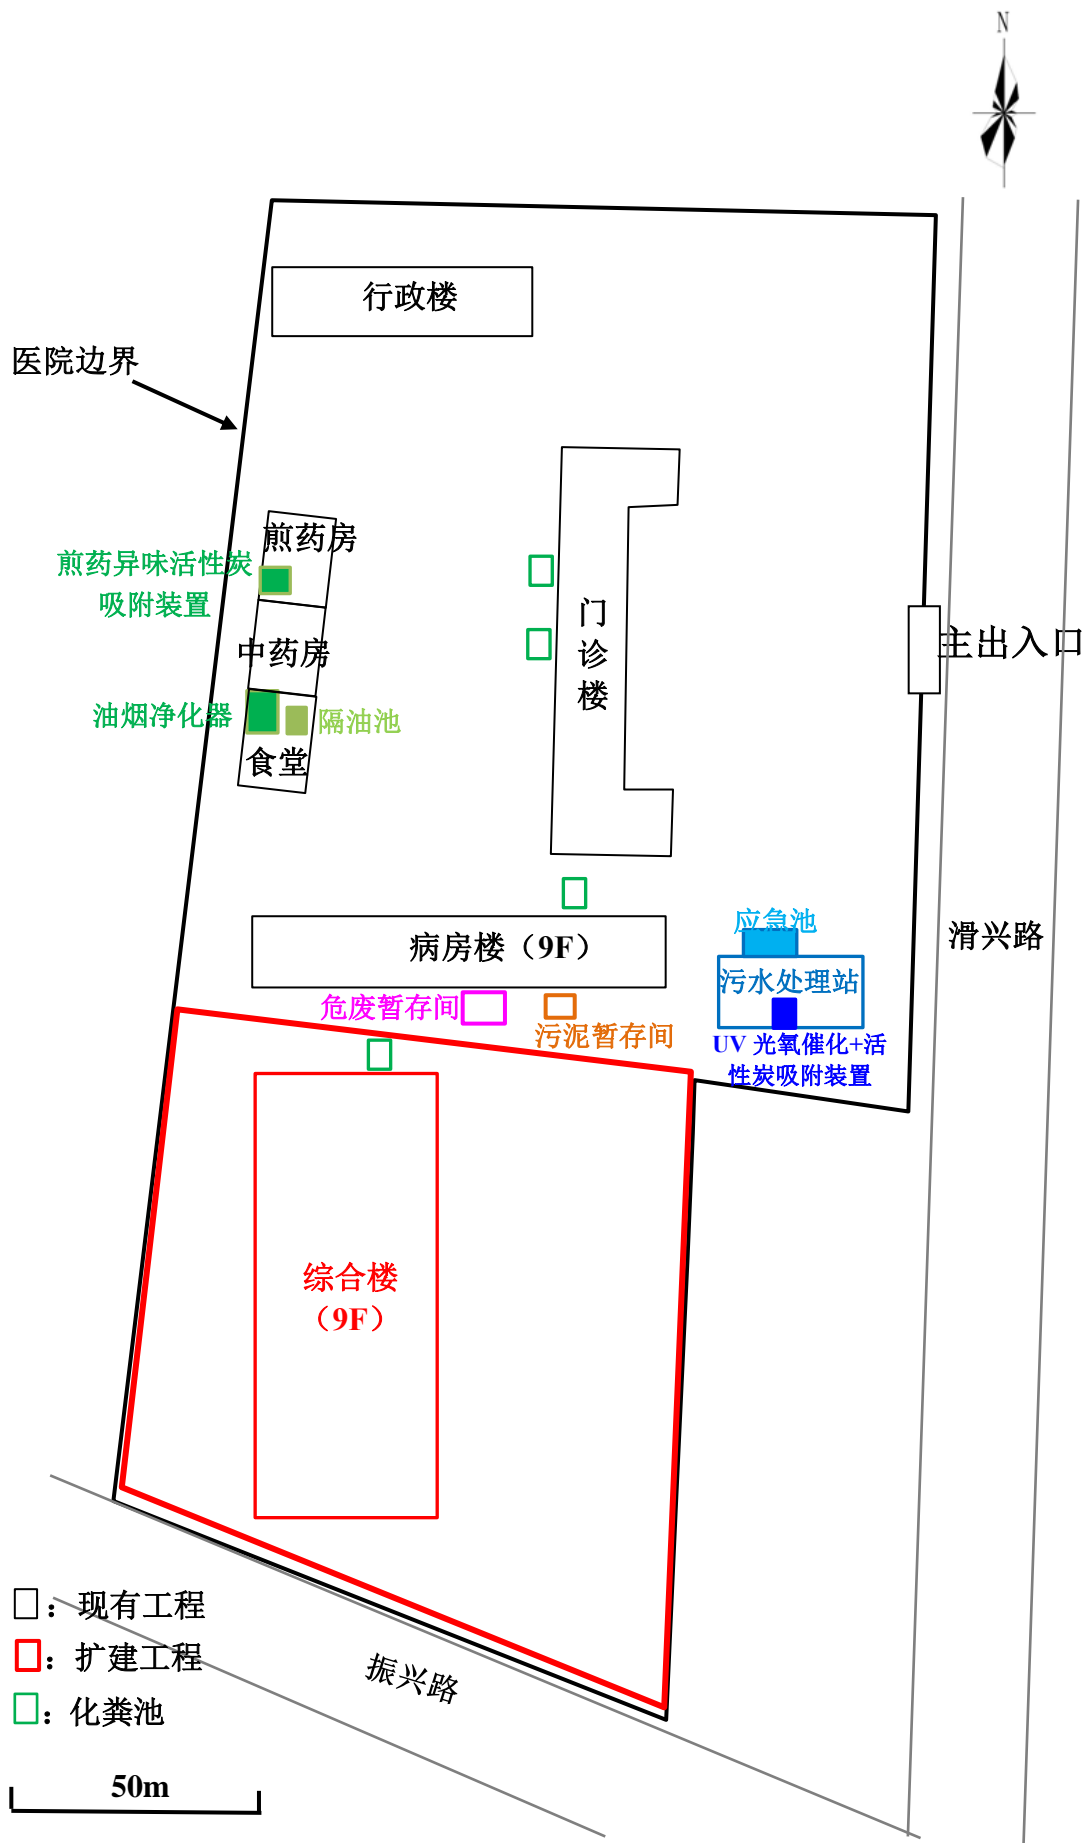 N
行政楼
医院边界
煎药房
煎药异味活性炭
吸附装置
中药房
门诊楼
主出入口
油烟净化器
隔油池
食堂
应急池
滑兴路
病房楼（9F）
污水处理站
危废暂存间
污泥暂存间
UV 光氧催化+活
性炭吸附装置
综合楼
（9F）
：现有工程
：扩建工程
：化粪池
振兴路
50m